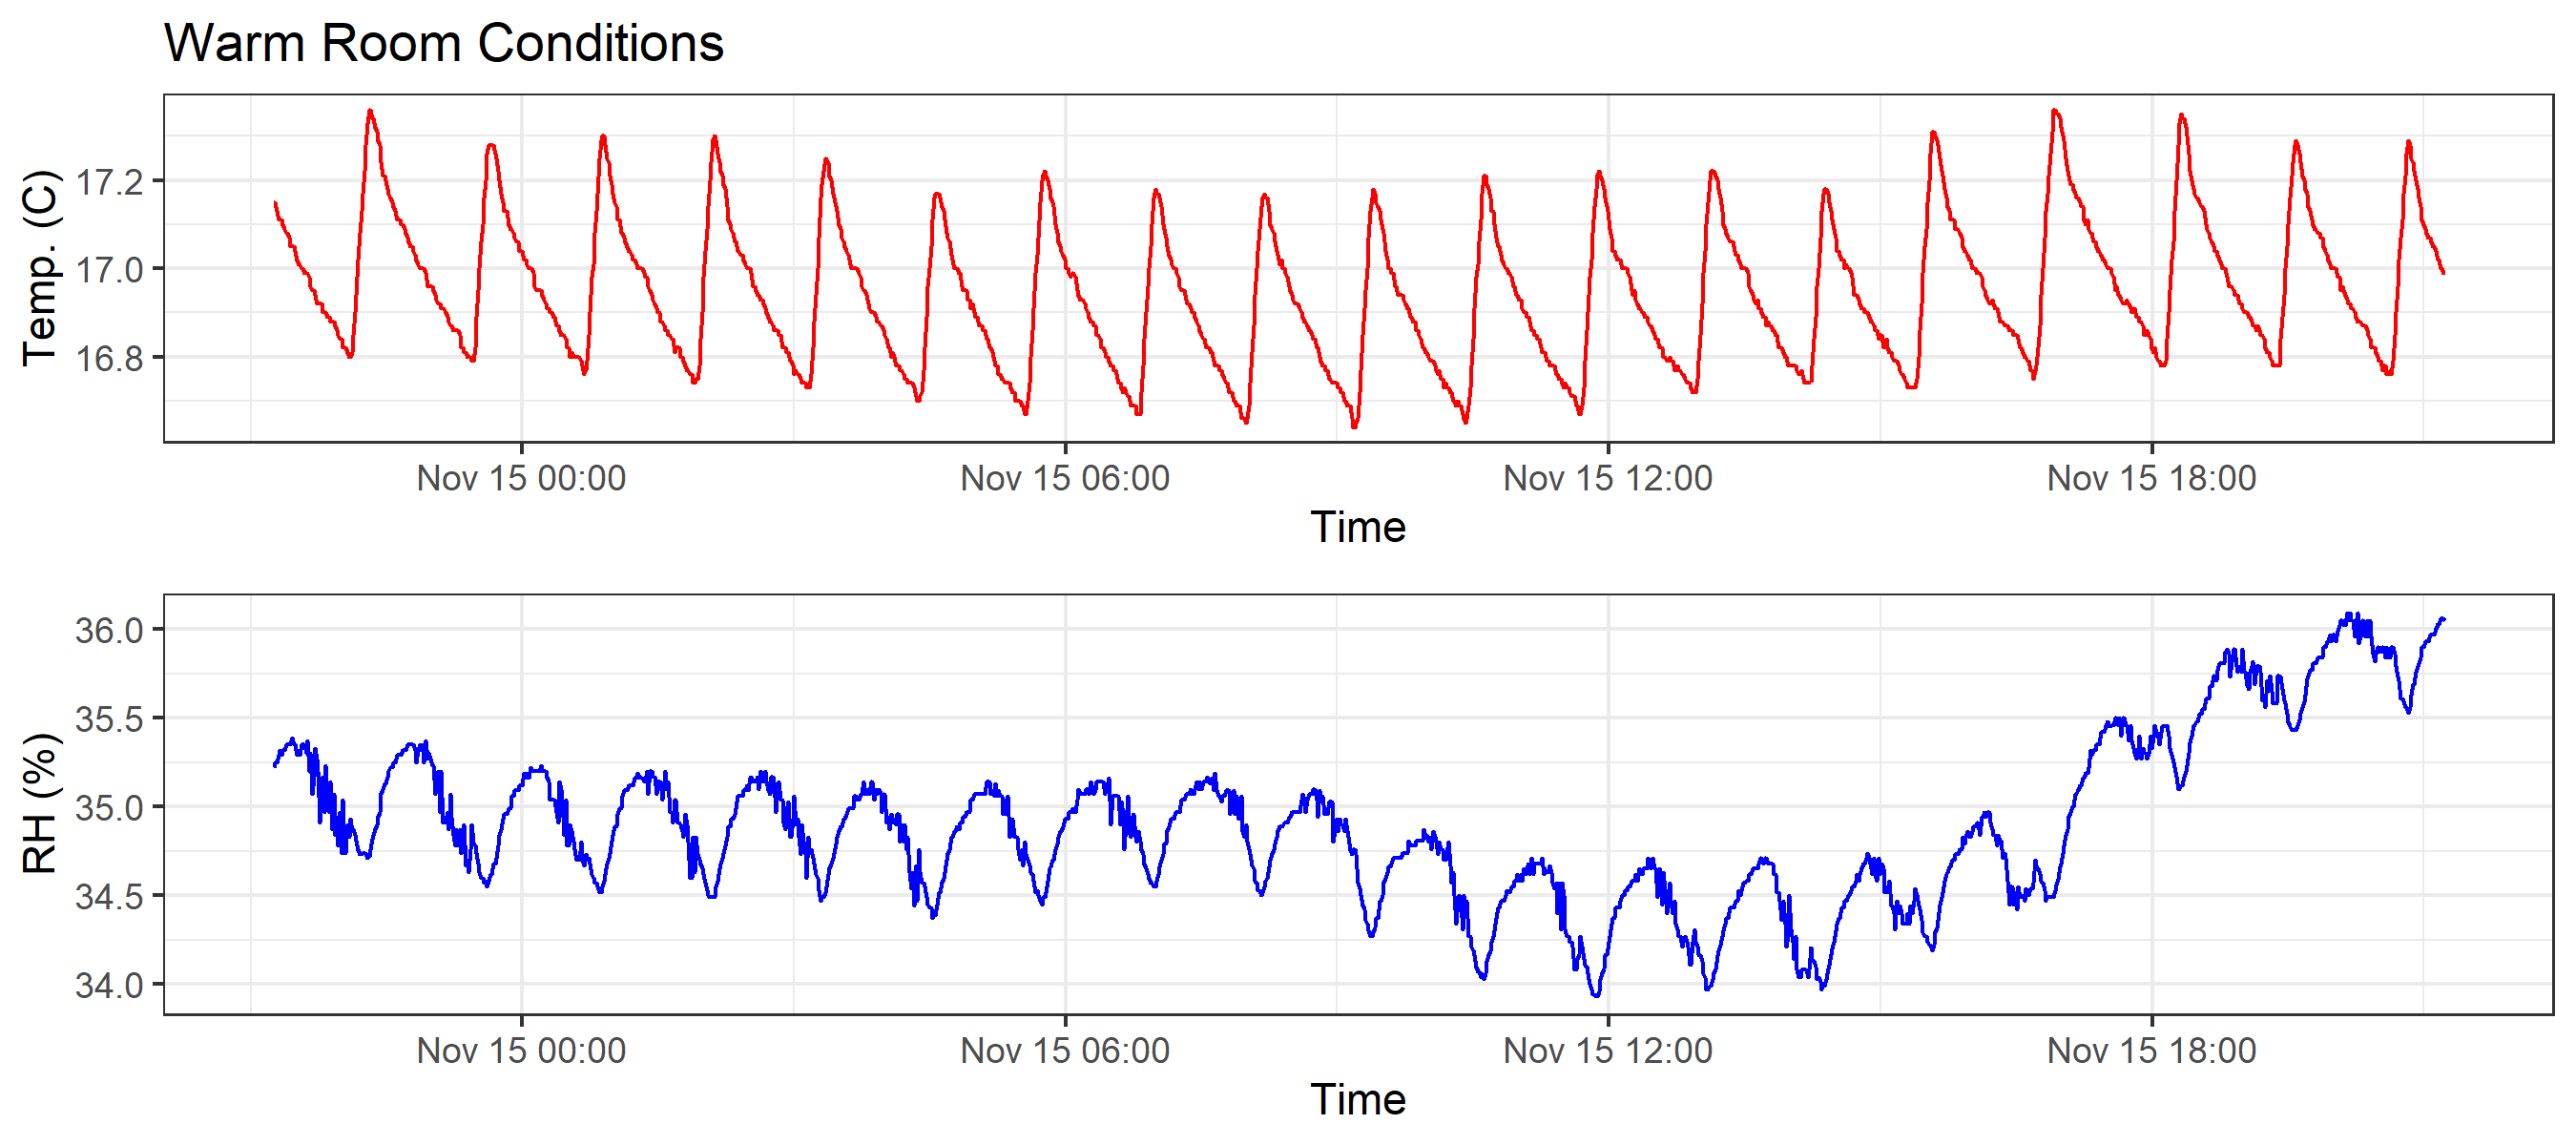 Warm Room Conditions
Temp. (C)
17.2
17.0
16.8
Nov 15 00:00 Nov 15 06:00 Nov 15 12:00 Nov 15 18:00
Time
RH (%)
36.0
35.5
35.0
34.5
34.0
Nov 15 00:00 Nov 15 06:00 Nov 15 12:00 Nov 15 18:00
Time